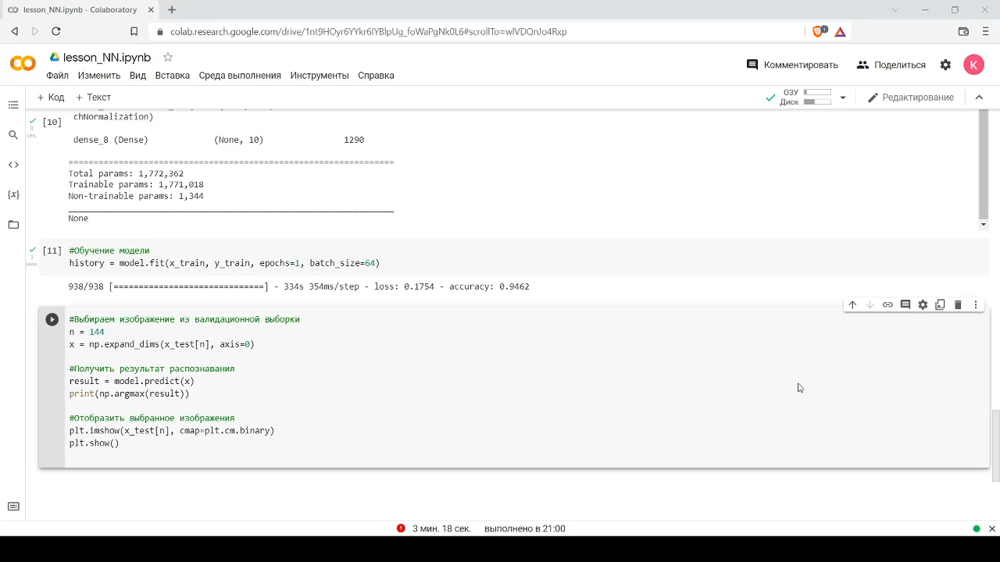 lesson_NN.ipynb - Colaboratory
colab.research.google.com/drive/1nt9HOyr6YYkr6IYBlpUg_foWaPgNk0L6#scrollTo=wlVDQnJo4Rxp
1
lesson_NN.ipynb
Комментировать
Поделиться
K
Файл Изменить Вид Вставка Среда выполнения Инструменты Справка
+ Код + Текст
ОЗУ
Диск
Редактирование
chNormalization)
[10]
0
сек.
dense_8 (Dense) (None, 10) 1290
=================================================================
Total params: 1,772,362
Trainable params: 1,771,018
Non-trainable params: 1,344
_________________________________________________________________
None
[11] #Обучение модели
3
мин.
history = model.fit(x_train, y_train, epochs=1, batch_size=64)
938/938 [==============================] - 334s 354ms/step - loss: 0.1754 - accuracy: 0.9462
#Выбираем изображение из валидационной выборки
n = 144
x = np.expand_dims(x_test[n], axis=0)
#Получить результат распознавания
result = model.predict(x)
print(np.argmax(result))
#Отобразить выбранное изображения
plt.imshow(x_test[n], cmap=plt.cm.binary)
plt.show()
3 мин. 18 сек. выполнено в 21:00